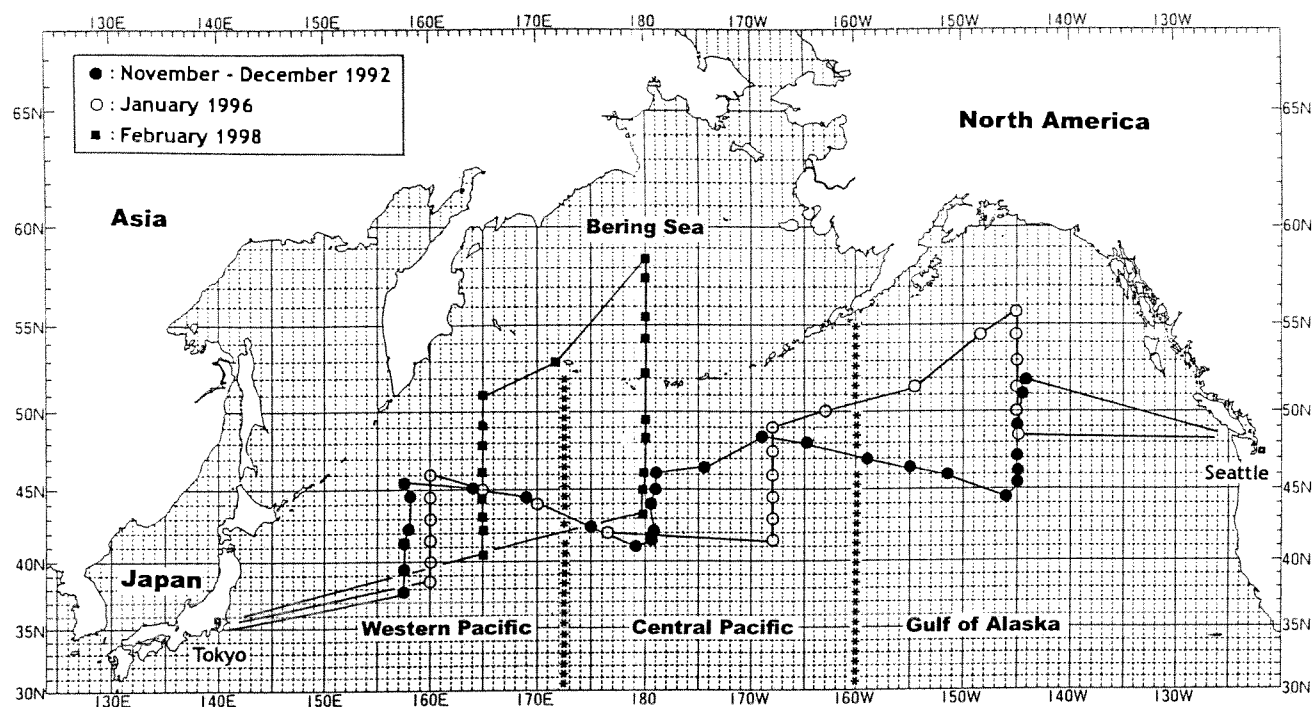 130E 140E 150E 160E 170E 180 170W 160W 150W 140W 130W
● : November - December 1992
○ : January 1996
■ : February 1998
65N 65N
North America
Asia
Bering Sea
60N 60N
55N 55N
50N 50N
Seattle
45N 45N
40N 40N
Japan
35N 35N
Western Pacific Central Pacific Gulf of Alaska
Tokyo
30N 30N
130E 140E 150E 160E 170E 180 170W 160W 150W 140W 130W